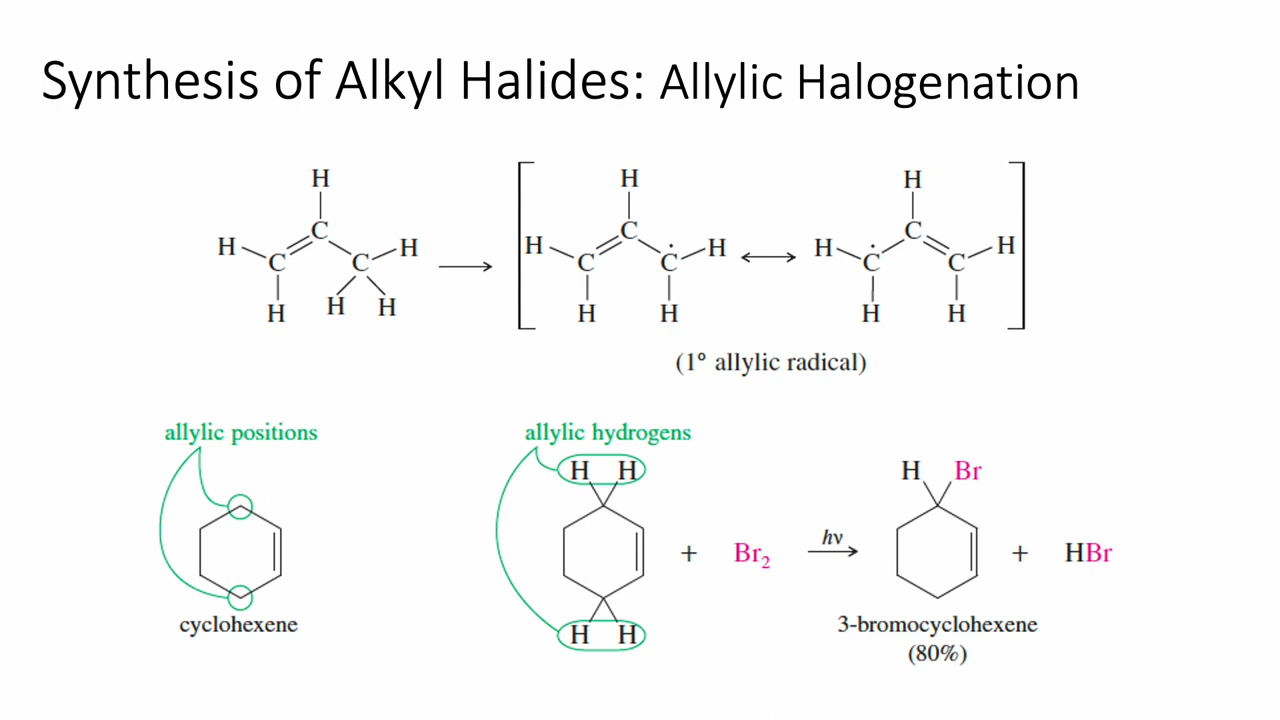 Synthesis of Alkyl Halides: Allylic Halogenation
H H H
H C H H C H H C H
C C C C C C
H H H H H H H
(1° allylic radical)
allylic positions allylic hydrogens
H H H Br
+ Br₂ hν + HBr
H H
cyclohexene 3-bromocyclohexene
(80%)